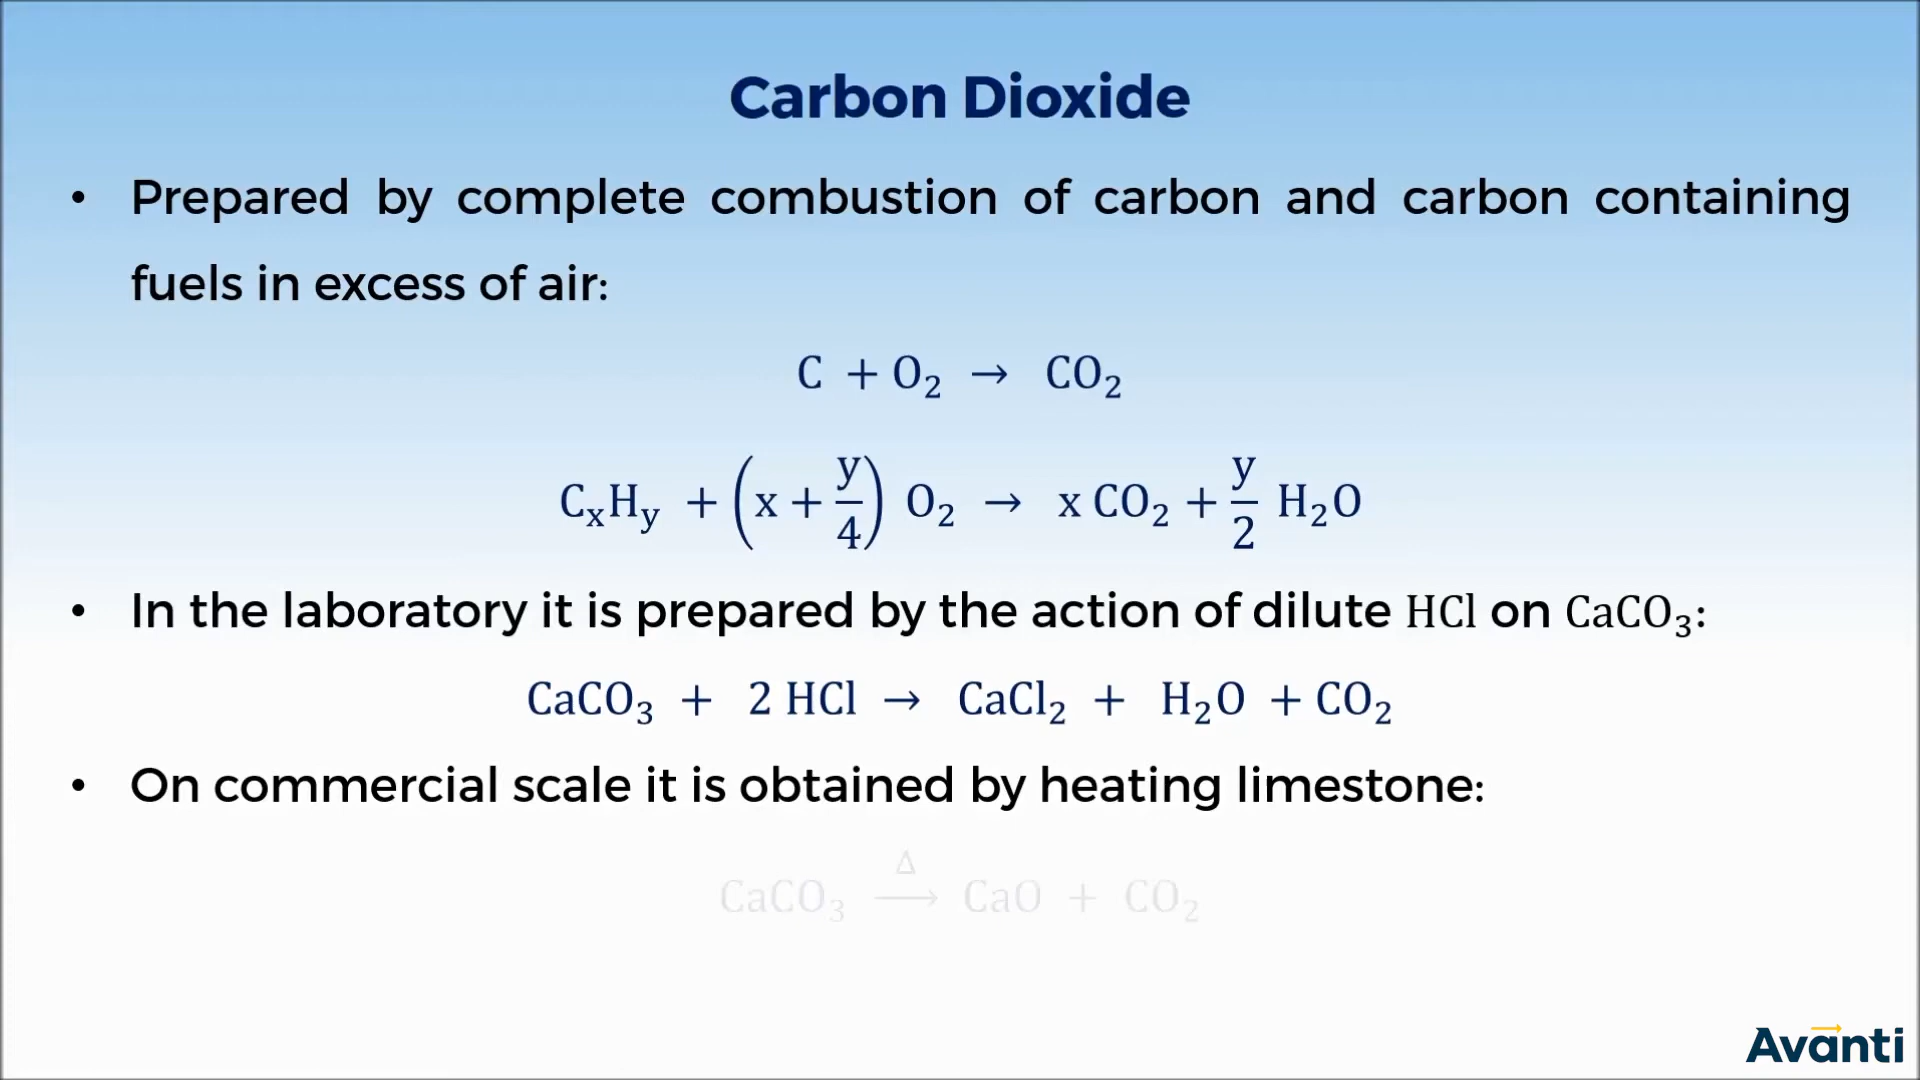 Carbon Dioxide
• Prepared by complete combustion of carbon and carbon containing
fuels in excess of air:
C + O₂ → CO₂
CₓHᵧ + (x + y/4) O₂ → x CO₂ + y/2 H₂O
• In the laboratory it is prepared by the action of dilute HCl on CaCO₃:
CaCO₃ + 2 HCl → CaCl₂ + H₂O + CO₂
• On commercial scale it is obtained by heating limestone:
CaCO₃ —Δ→ CaO + CO₂
Avanti